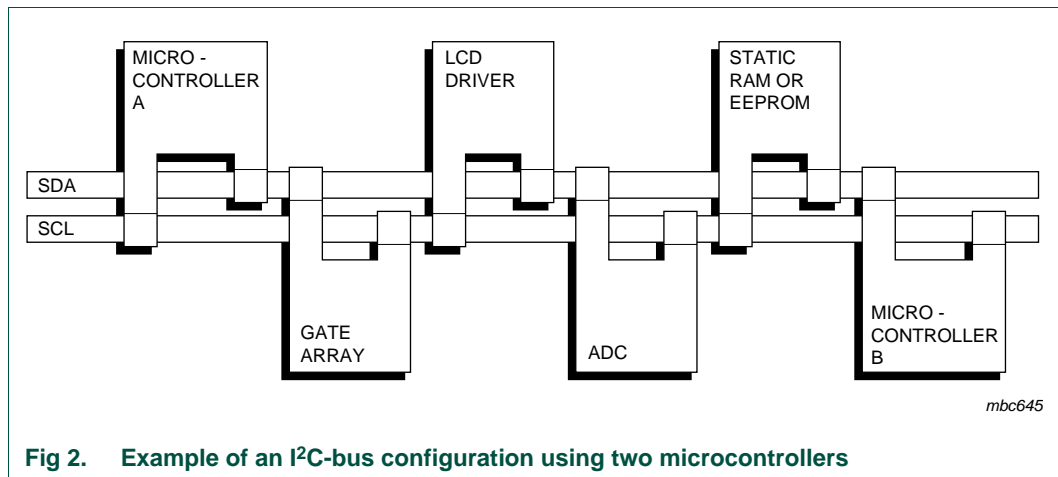 MICRO -
CONTROLLER
A
LCD
DRIVER
STATIC
RAM OR
EEPROM
SDA
SCL
GATE
ARRAY
ADC
MICRO -
CONTROLLER
B
mbc645
Fig 2. Example of an I²C-bus configuration using two microcontrollers